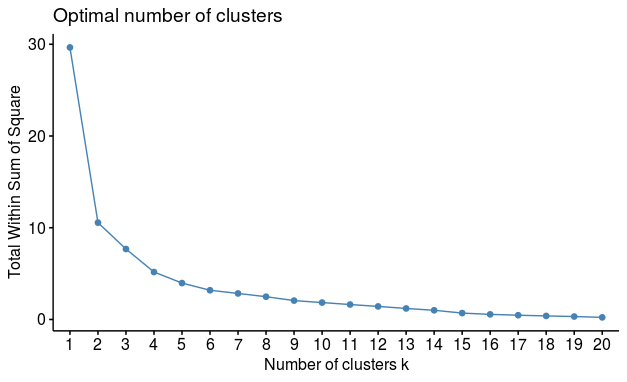 Optimal number of clusters
30
20
10
0
Total Within Sum of Square
1 2 3 4 5 6 7 8 9 10 11 12 13 14 15 16 17 18 19 20
Number of clusters k